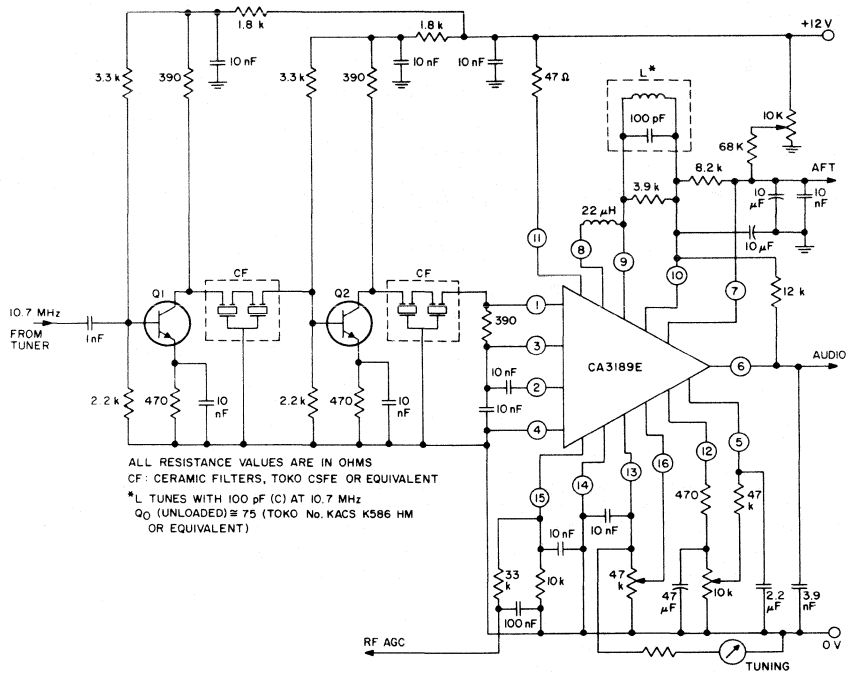 1.8 k
1.8 k
+12 V
10 nF
10 nF
10 nF
3.3 k
390
3.3 k
390
47 Ω
L*
100 pF
10K
68K
8.2 k
AFT
3.9 k
10 µF
10 nF
22 µH
10 µF
11
8
9
10
7
12 k
CF
CF
Q1
Q2
10.7 MHz
FROM
TUNER
1nF
1
390
3
CA3189E
6
AUDIO
10 nF
2
10 nF
4
2.2 k
470
10 nF
2.2 k
470
10 nF
15
14
13
16
12
5
ALL RESISTANCE VALUES ARE IN OHMS
CF: CERAMIC FILTERS, TOKO CSFE OR EQUIVALENT
*L TUNES WITH 100 pF (C) AT 10.7 MHz
QO (UNLOADED) ≅ 75 (TOKO No. KACS K586 HM
OR EQUIVALENT)
10 nF
10 nF
470
47 k
33 k
10 k
47 k
47 µF
10 k
2.2 µF
3.9 nF
100 nF
0 V
RF AGC
TUNING